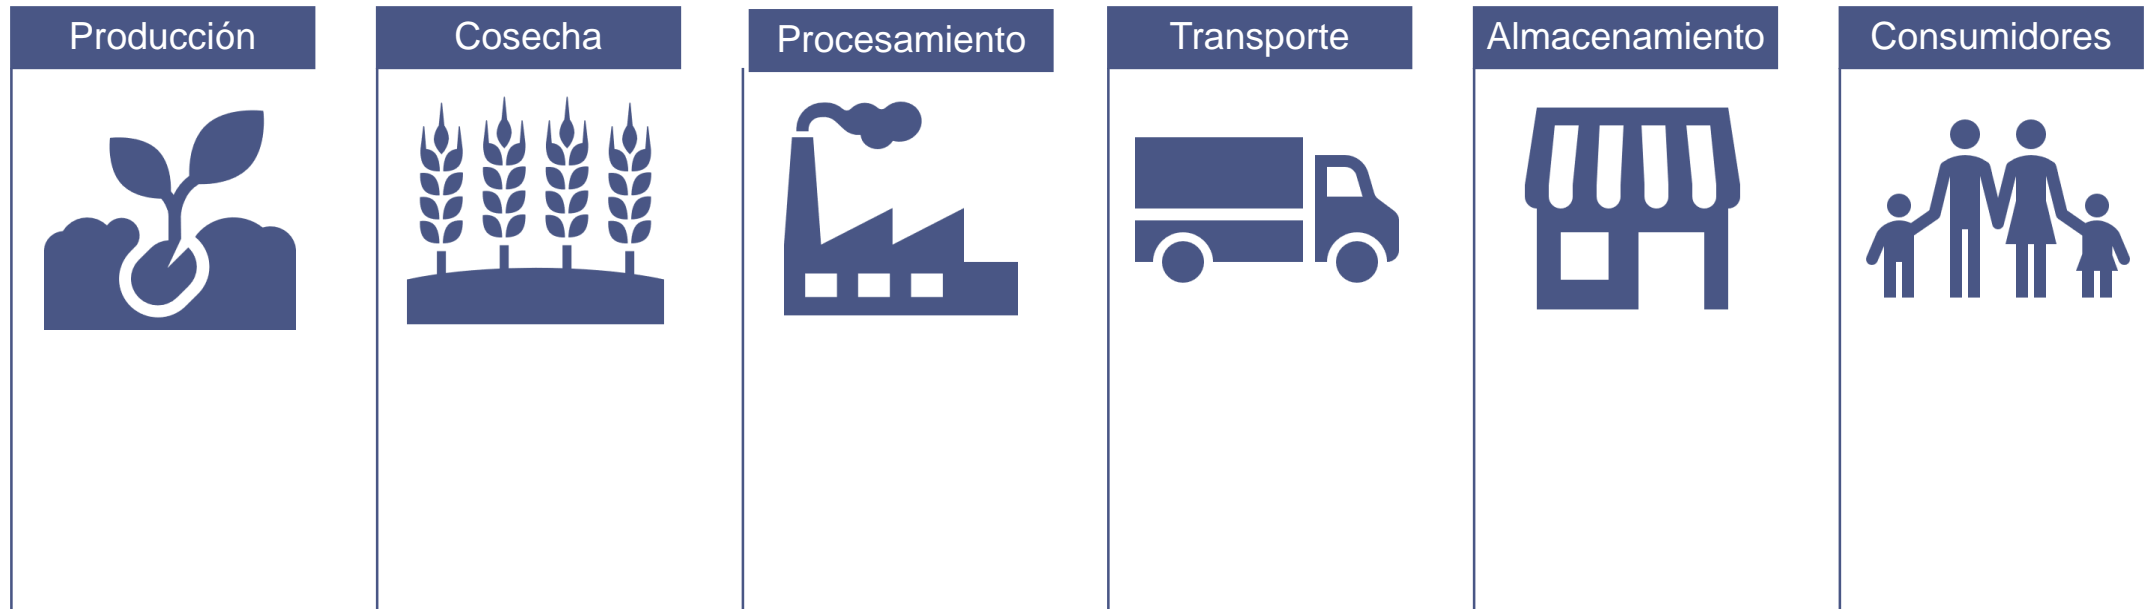 Producción
Cosecha
Procesamiento
Transporte
Almacenamiento
Consumidores